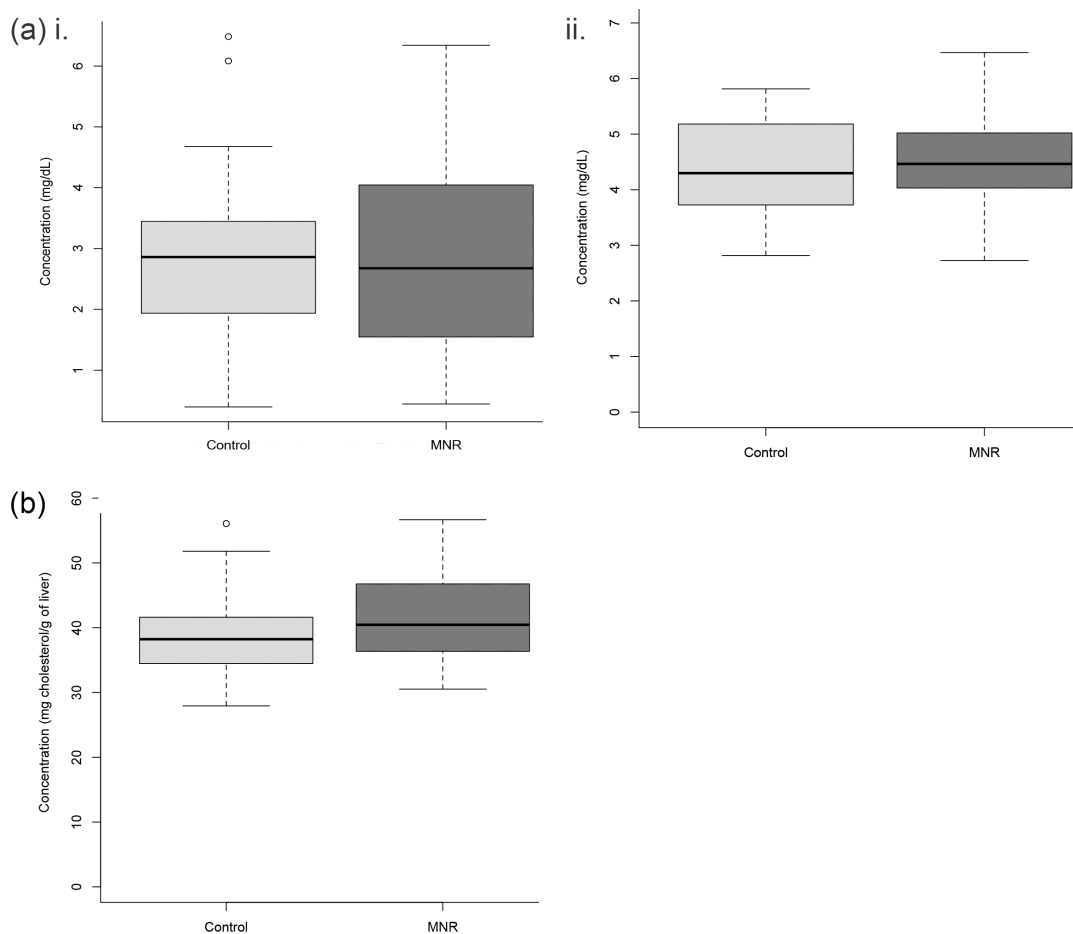 (a) i.
Concentration (mg/dL)
6
5
4
3
2
1
Control
MNR
ii.
Concentration (mg/dL)
7
6
5
4
3
2
1
0
Control
MNR
(b)
Concentration (mg cholesterol/g of liver)
60
50
40
30
20
10
0
Control
MNR